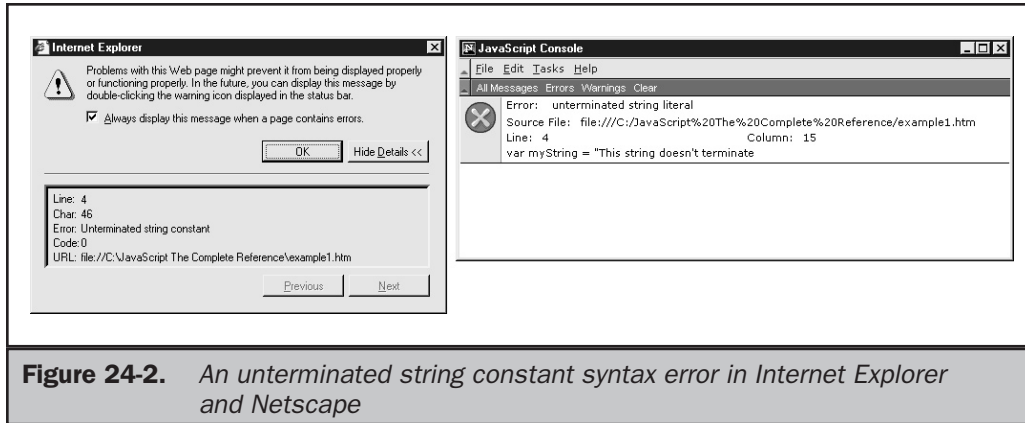 Internet Explorer
Problems with this Web page might prevent it from being displayed properly
or functioning properly. In the future, you can display this message by
double-clicking the warning icon displayed in the status bar.
Always display this message when a page contains errors.
OK
Hide Details <<
Line: 4
Char: 46
Error: Unterminated string constant
Code: 0
URL: file://C:\JavaScript The Complete Reference\example1.htm
Previous
Next
N JavaScript Console
File Edit Tasks Help
All Messages Errors Warnings Clear
Error: unterminated string literal
Source File: file:///C:/JavaScript%20The%20Complete%20Reference/example1.htm
Line: 4 Column: 15
var myString = "This string doesn't terminate
Figure 24-2. An unterminated string constant syntax error in Internet Explorer
and Netscape